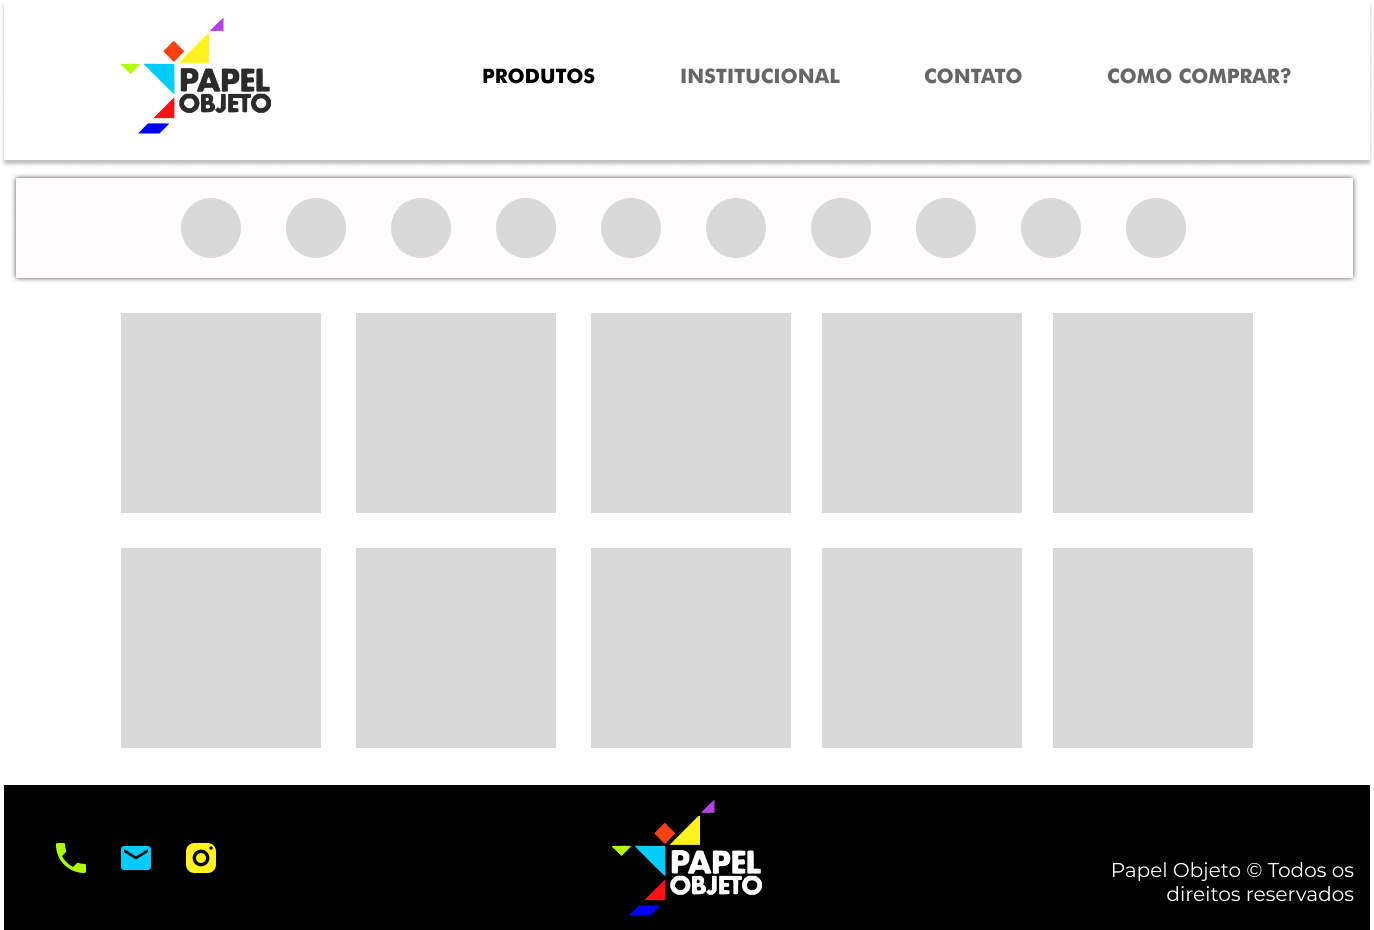 PAPEL
OBJETO
PRODUTOS
INSTITUCIONAL
CONTATO
COMO COMPRAR?
PAPEL
OBJETO
Papel Objeto © Todos os
direitos reservados